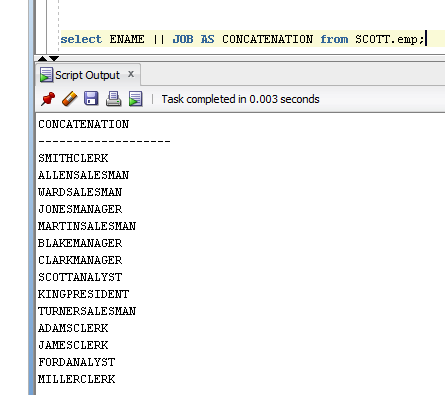 select ENAME || JOB AS CONCATENATION from SCOTT.emp;
Script Output x
Task completed in 0.003 seconds
CONCATENATION
-------------------
SMITHCLERK
ALLENSALESMAN
WARDSALESMAN
JONESMANAGER
MARTINSALESMAN
BLAKEMANAGER
CLARKMANAGER
SCOTTANALYST
KINGPRESIDENT
TURNERSALESMAN
ADAMSCLERK
JAMESCLERK
FORDANALYST
MILLERCLERK